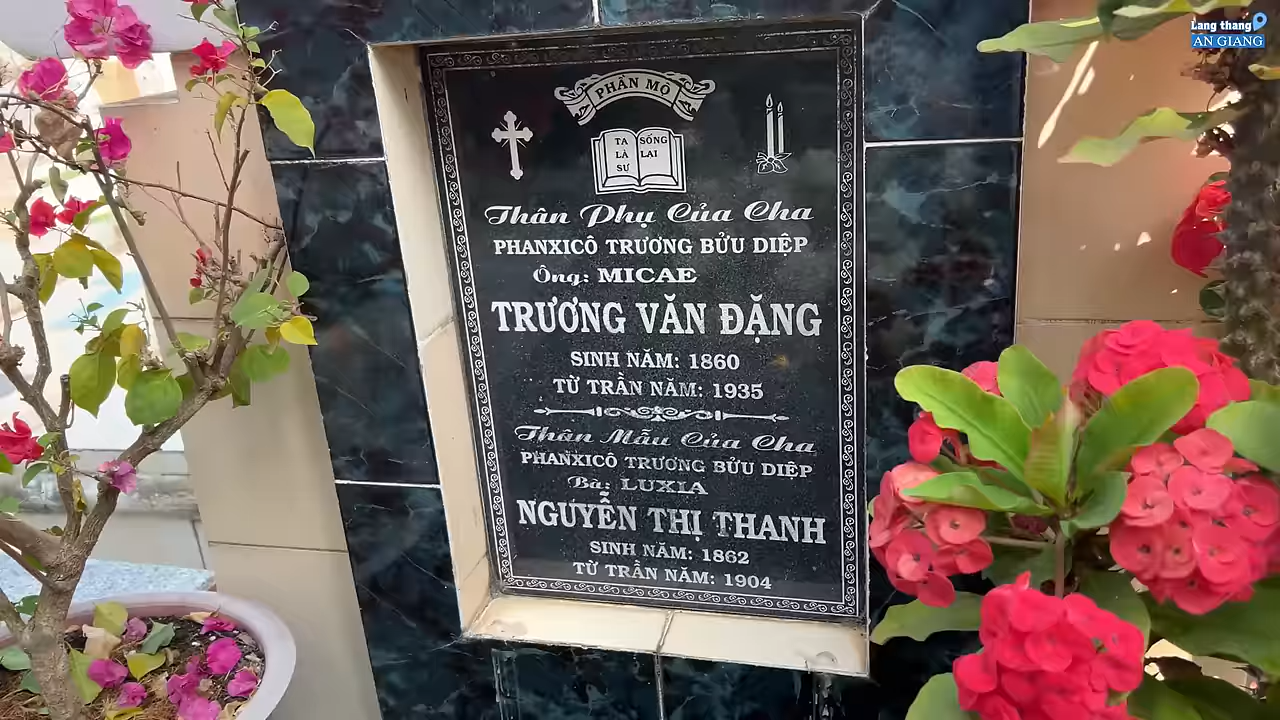 Lang thang
AN GIANG
PHẦN MỘ
TA LÀ SỰ
SỐNG LẠI
Thân Phụ Của Cha
PHANXICÔ TRƯƠNG BỬU DIỆP
Ông: MICAE
TRƯƠNG VĂN ĐẶNG
SINH NĂM: 1860
TỪ TRẦN NĂM: 1935
Thân Mẫu Của Cha
PHANXICÔ TRƯƠNG BỬU DIỆP
Bà: LUXIA
NGUYỄN THỊ THANH
SINH NĂM: 1862
TỪ TRẦN NĂM: 1904